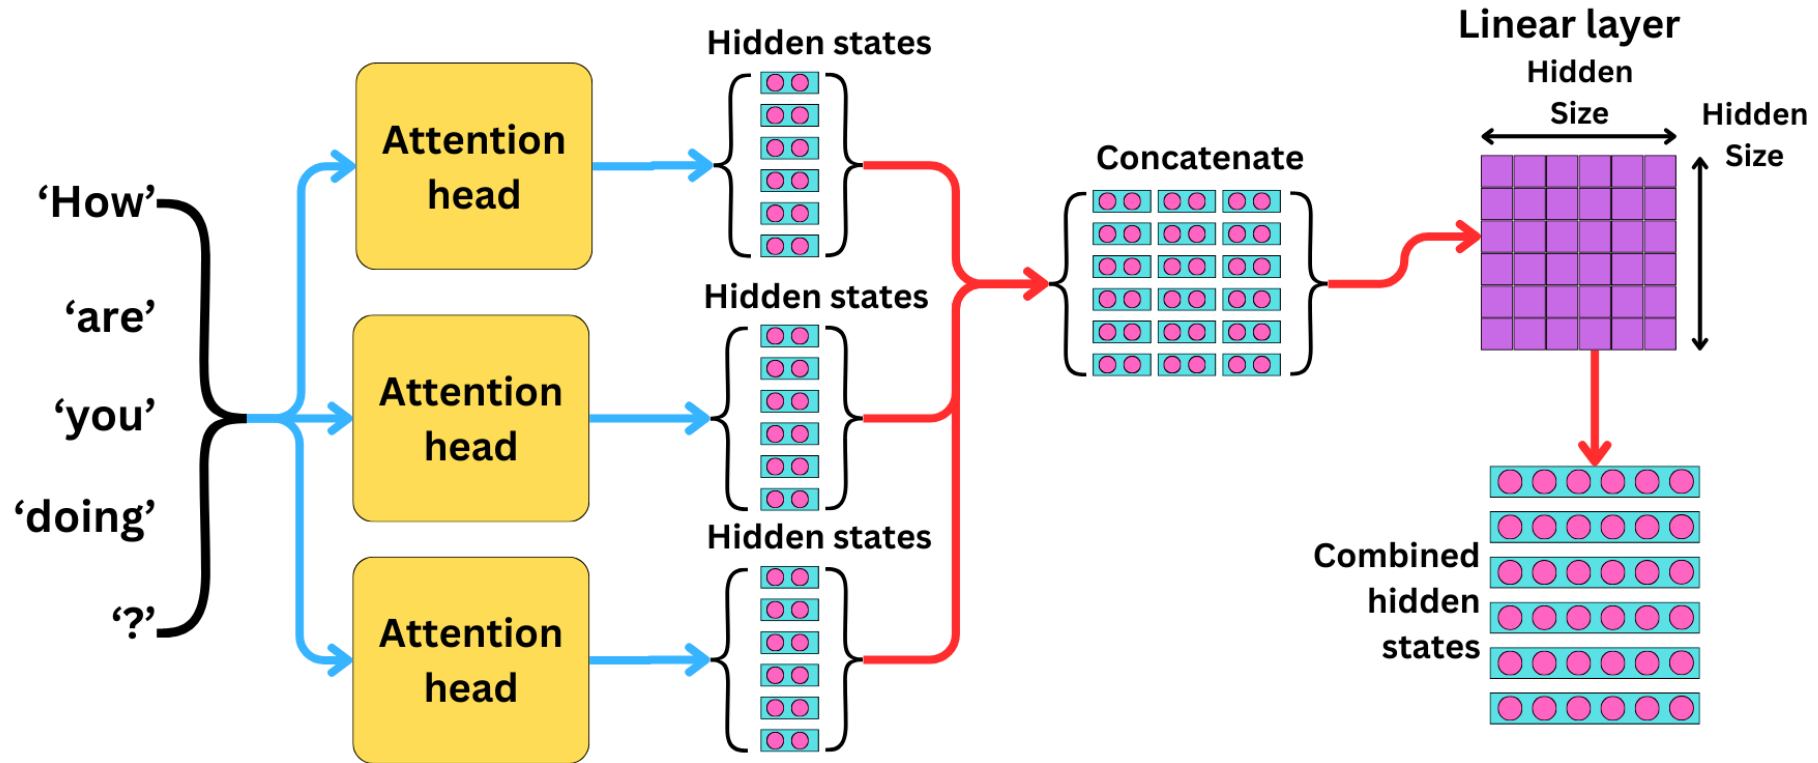 ‘How’
‘are’
‘you’
‘doing’
‘?’
Attention
head
Attention
head
Attention
head
Hidden states
Hidden states
Hidden states
Concatenate
Linear layer
Hidden
Size
Hidden
Size
Combined
hidden
states